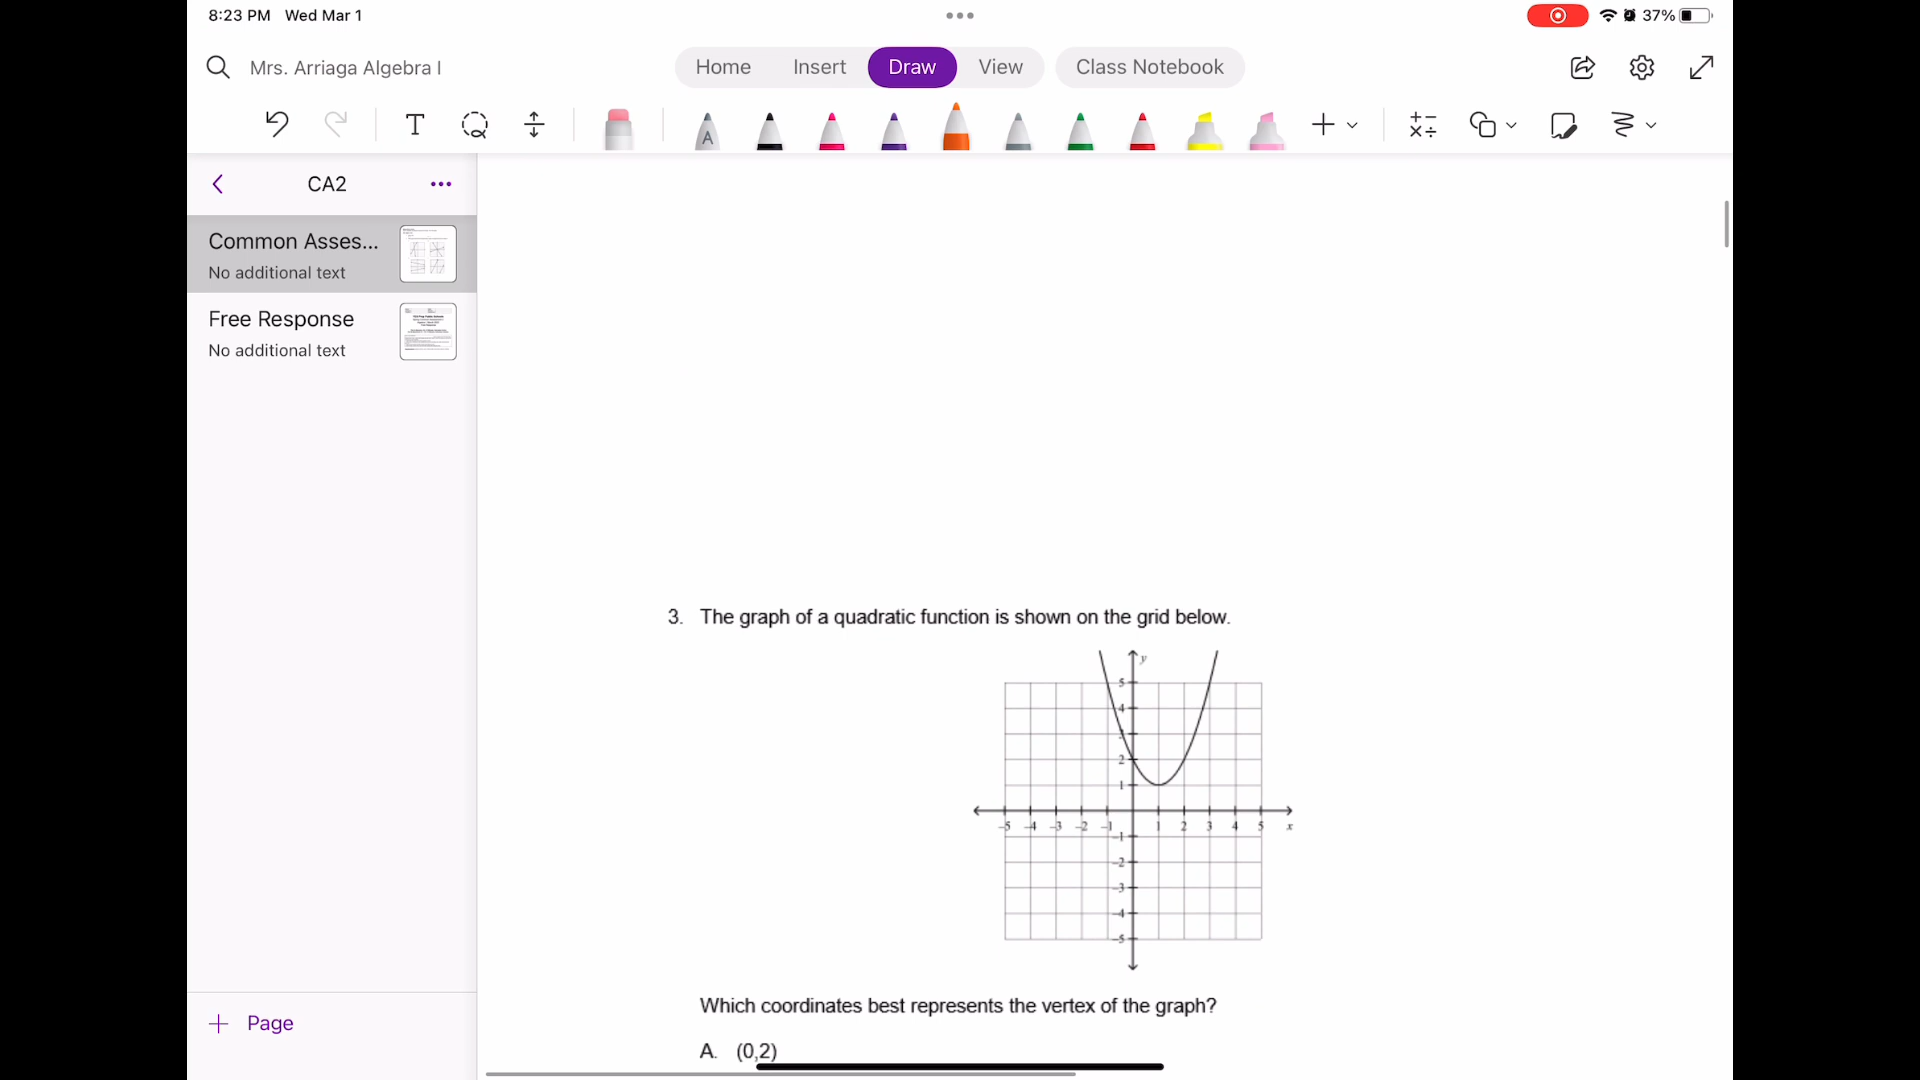 8:23 PM Wed Mar 1
37%
Mrs. Arriaga Algebra I
Home Insert Draw View Class Notebook
T
A
CA2
Common Asses...
No additional text
Free Response
No additional text
Page
3. The graph of a quadratic function is shown on the grid below.
y
5
4
2
1
-5 -4 -3 -2 -1 1 2 3 4 5 x
-1
-2
-3
-4
-5
Which coordinates best represents the vertex of the graph?
A. (0,2)